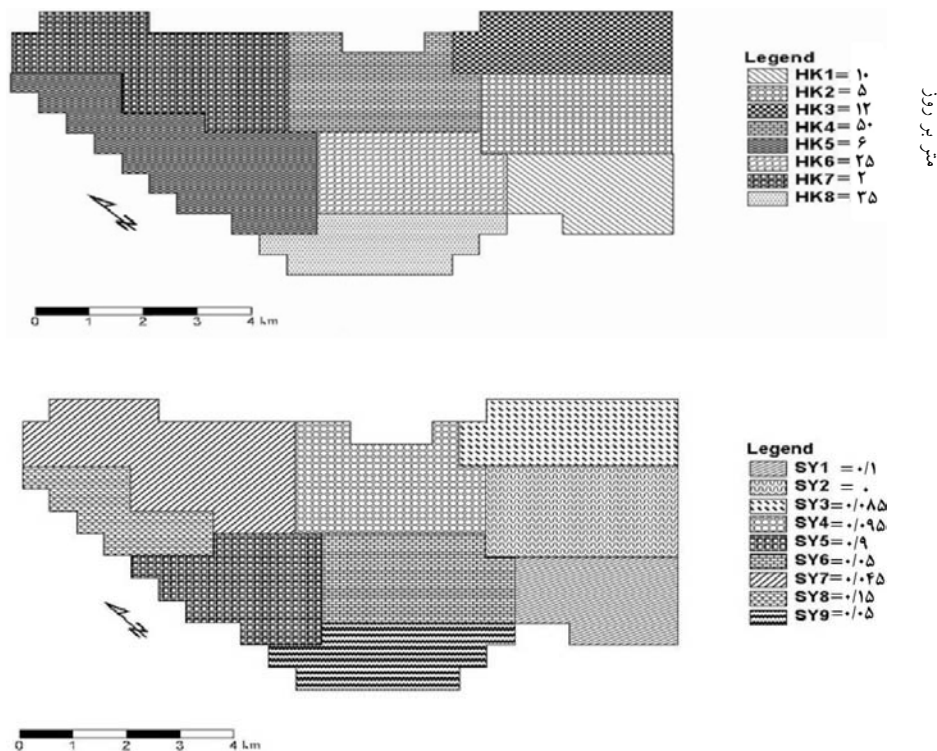 Legend
HK1= ۱۰
HK2= ۵
HK3= ۱۲
HK4= ۵۰
HK5= ۶
HK6= ۲۵
HK7= ۲
HK8= ۳۵
متر بر روز
N
0 1 2 3 4 km
Legend
SY1 =۰/۱
SY2 = ۰
SY3=۰/۰۸۵
SY4=۰/۰۹۵
SY5=۰/۹
SY6=۰/۰۵
SY7=۰/۰۴۵
SY8=۰/۱۵
SY9=۰/۰۵
N
0 1 2 3 4 km